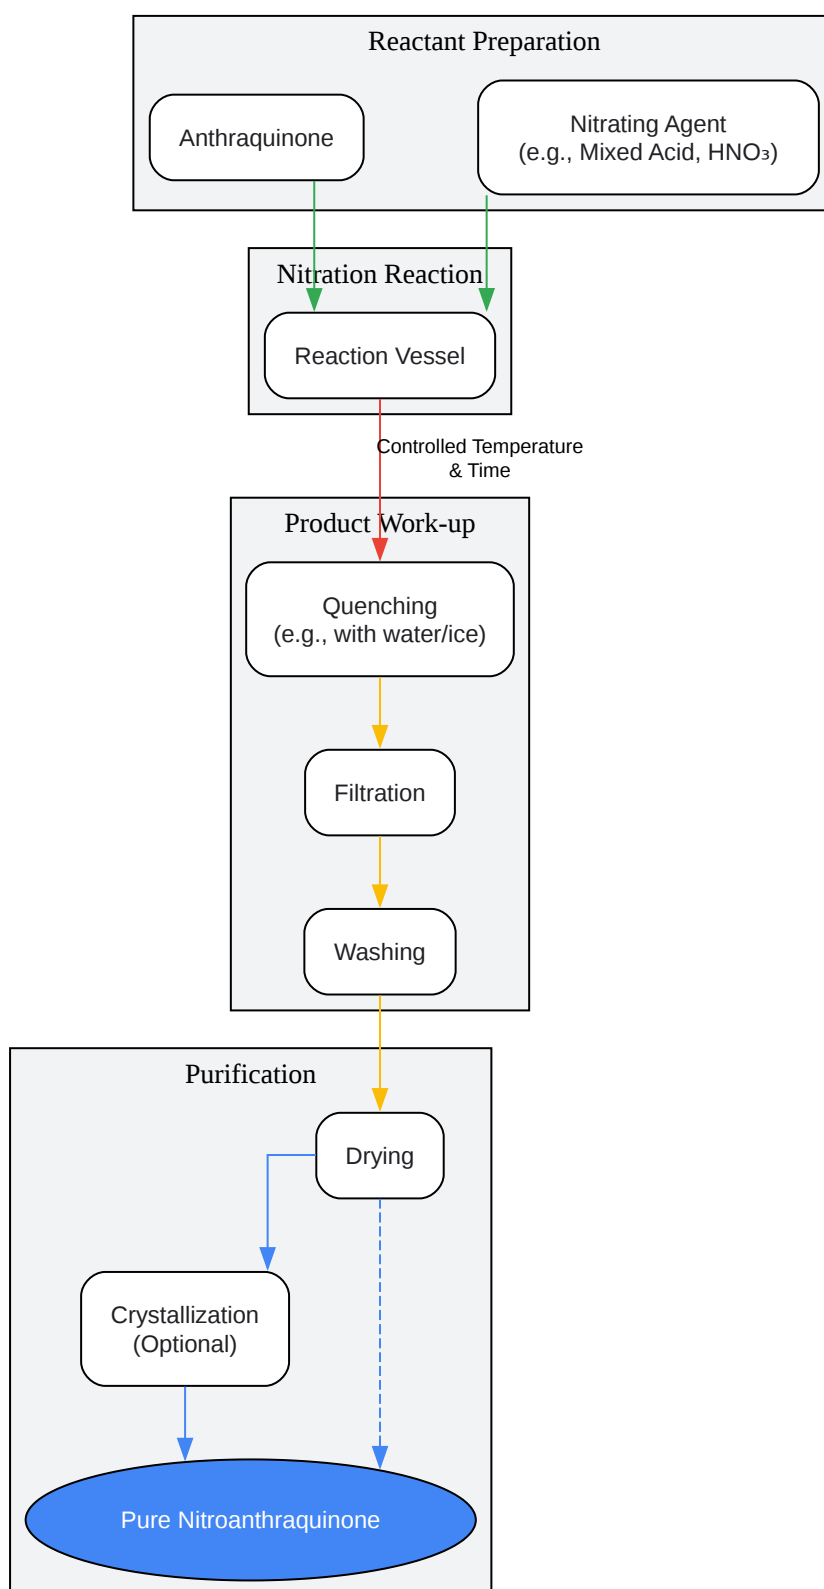 Reactant Preparation
Anthraquinone
Nitrating Agent
(e.g., Mixed Acid, HNO₃)
Nitration Reaction
Reaction Vessel
Controlled Temperature
& Time
Product Work-up
Quenching
(e.g., with water/ice)
Filtration
Washing
Purification
Drying
Crystallization
(Optional)
Pure Nitroanthraquinone